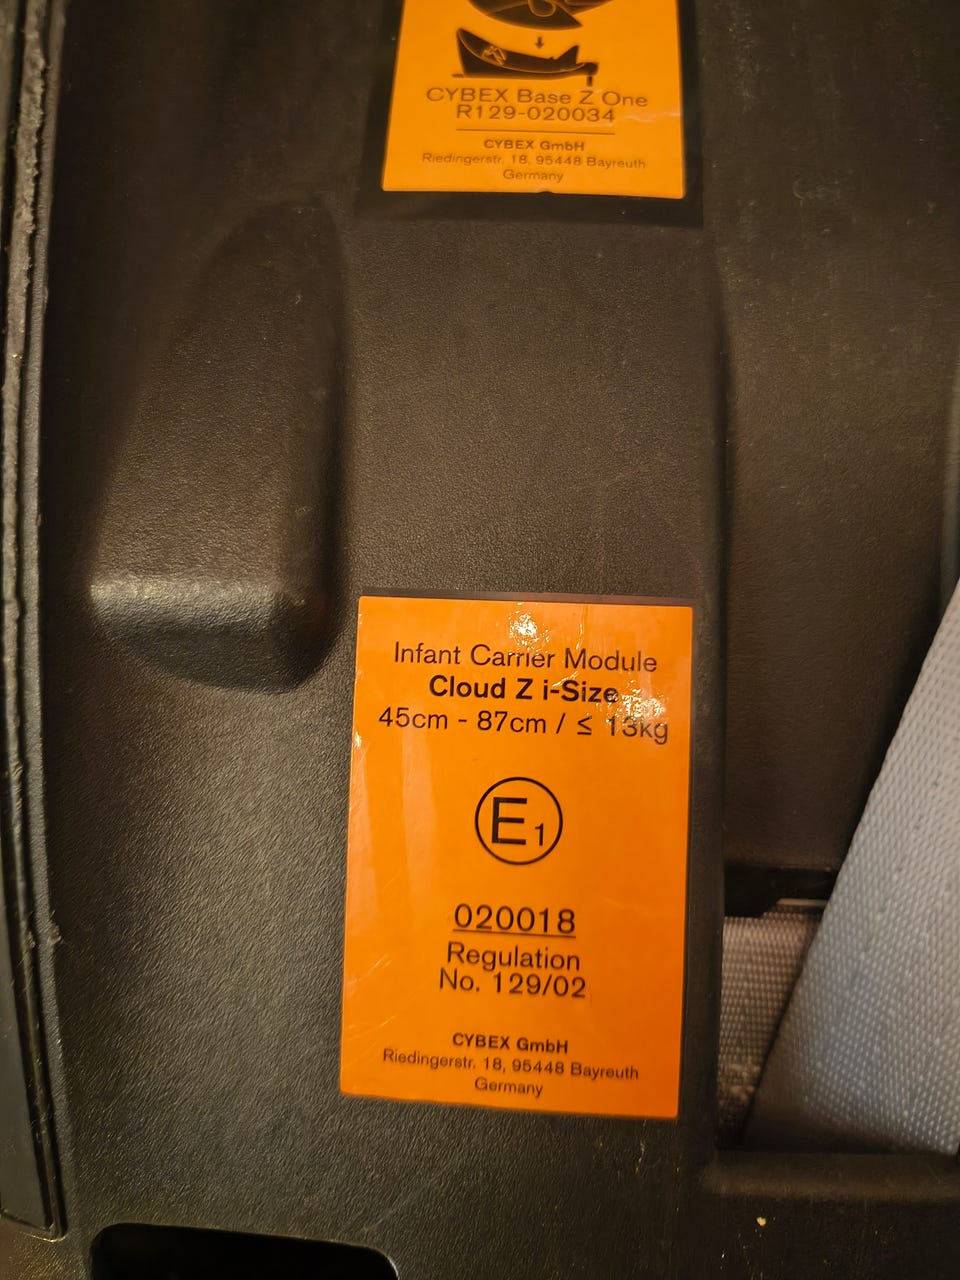 CYBEX Base Z One
R129-020034
CYBEX GmbH
Riedingerstr. 18, 95448 Bayreuth
Germany
Infant Carrier Module
Cloud Z i-Size
45cm - 87cm / ≤ 13kg
E1
020018
Regulation
No. 129/02
CYBEX GmbH
Riedingerstr. 18, 95448 Bayreuth
Germany